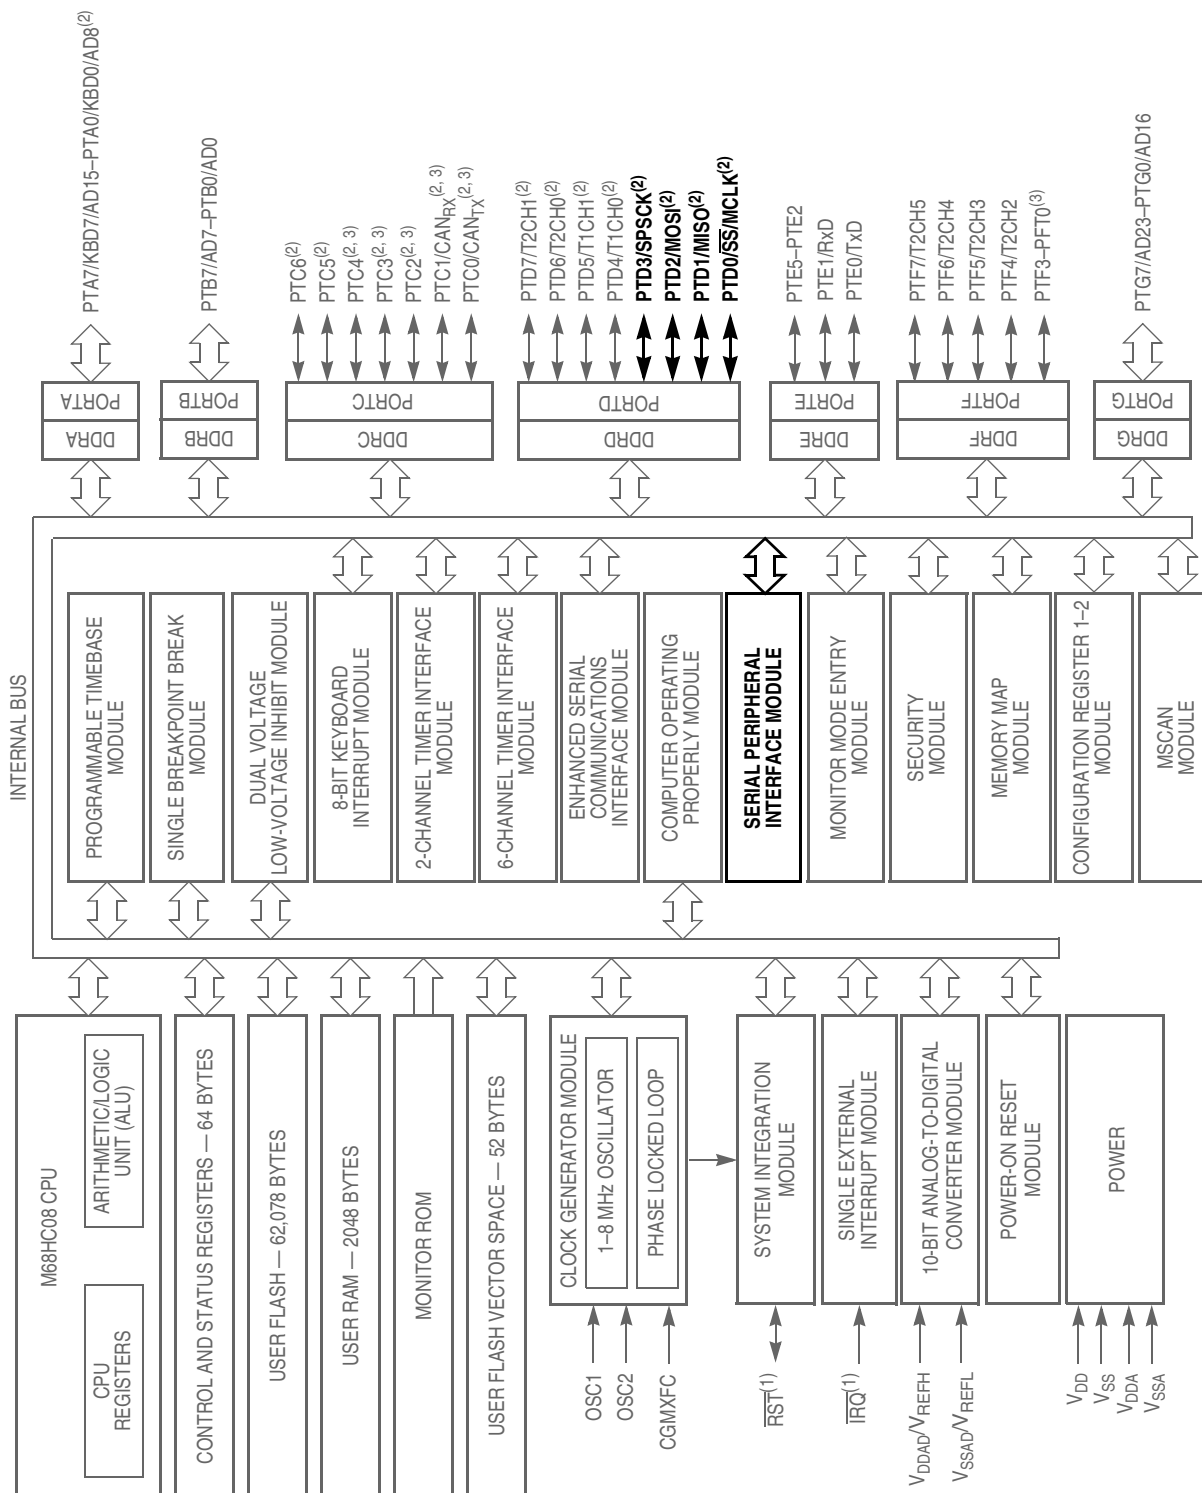 INTERNAL BUS
M68HC08 CPU
CPU
REGISTERS
ARITHMETIC/LOGIC
UNIT (ALU)
CONTROL AND STATUS REGISTERS — 64 BYTES
USER FLASH — 62,078 BYTES
USER RAM — 2048 BYTES
MONITOR ROM
USER FLASH VECTOR SPACE — 52 BYTES
CLOCK GENERATOR MODULE
1–8 MHz OSCILLATOR
PHASE LOCKED LOOP
OSC1
OSC2
CGMXFC
SYSTEM INTEGRATION
MODULE
RST(1)
SINGLE EXTERNAL
INTERRUPT MODULE
IRQ(1)
10-BIT ANALOG-TO-DIGITAL
CONVERTER MODULE
VDDAD/VREFH
VSSAD/VREFL
POWER-ON RESET
MODULE
POWER
VDD
VSS
VDDA
VSSA
PROGRAMMABLE TIMEBASE
MODULE
SINGLE BREAKPOINT BREAK
MODULE
DUAL VOLTAGE
LOW-VOLTAGE INHIBIT MODULE
8-BIT KEYBOARD
INTERRUPT MODULE
2-CHANNEL TIMER INTERFACE
MODULE
6-CHANNEL TIMER INTERFACE
MODULE
ENHANCED SERIAL
COMMUNICATIONS
INTERFACE MODULE
COMPUTER OPERATING
PROPERLY MODULE
SERIAL PERIPHERAL
INTERFACE MODULE
MONITOR MODE ENTRY
MODULE
SECURITY
MODULE
MEMORY MAP
MODULE
CONFIGURATION REGISTER 1–2
MODULE
MSCAN
MODULE
DDRA
PORTA
PTA7/KBD7/AD15–PTA0/KBD0/AD8(2)
DDRB
PORTB
PTB7/AD7–PTB0/AD0
DDRC
PORTC
PTC6(2)
PTC5(2)
PTC4(2, 3)
PTC3(2, 3)
PTC2(2, 3)
PTC1/CANRX(2, 3)
PTC0/CANTX(2, 3)
DDRD
PORTD
PTD7/T2CH1(2)
PTD6/T2CH0(2)
PTD5/T1CH1(2)
PTD4/T1CH0(2)
PTD3/SPSCK(2)
PTD2/MOSI(2)
PTD1/MISO(2)
PTD0/SS/MCLK(2)
DDRE
PORTE
PTE5–PTE2
PTE1/RxD
PTE0/TxD
DDRF
PORTF
PTF7/T2CH5
PTF6/T2CH4
PTF5/T2CH3
PTF4/T2CH2
PTF3–PFT0(3)
DDRG
PORTG
PTG7/AD23–PTG0/AD16